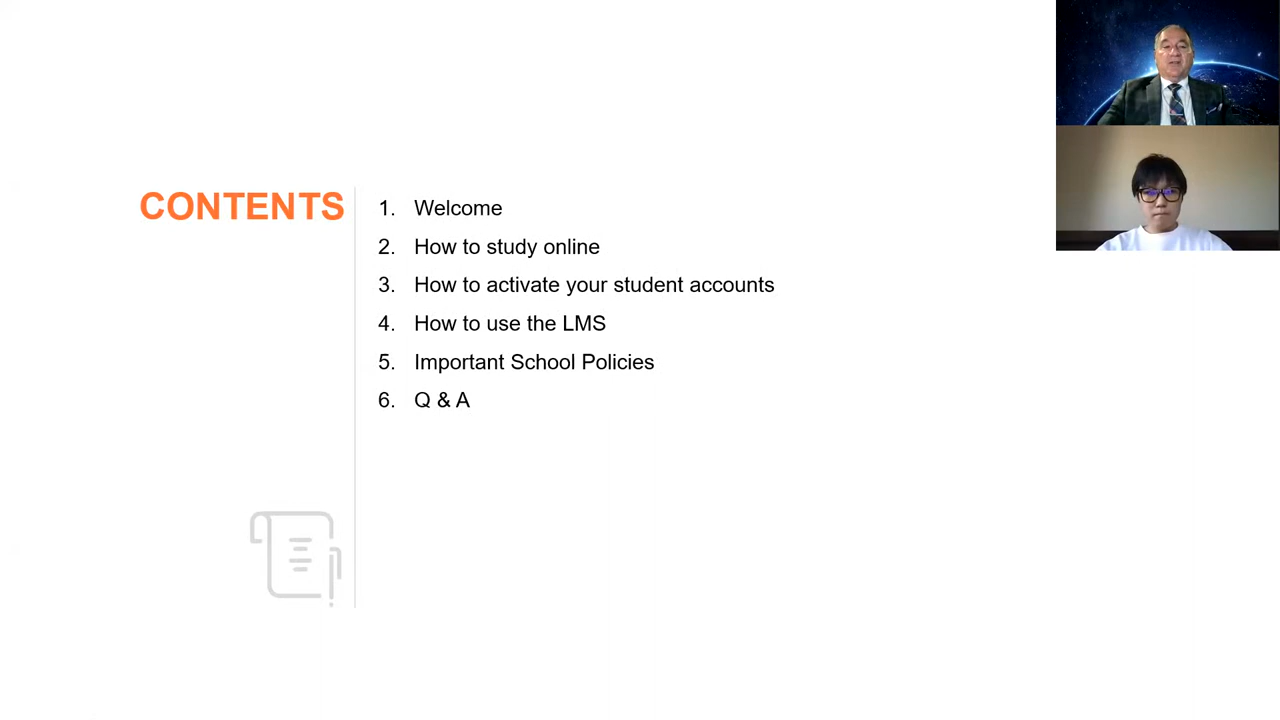 CONTENTS
1. Welcome
2. How to study online
3. How to activate your student accounts
4. How to use the LMS
5. Important School Policies
6. Q & A